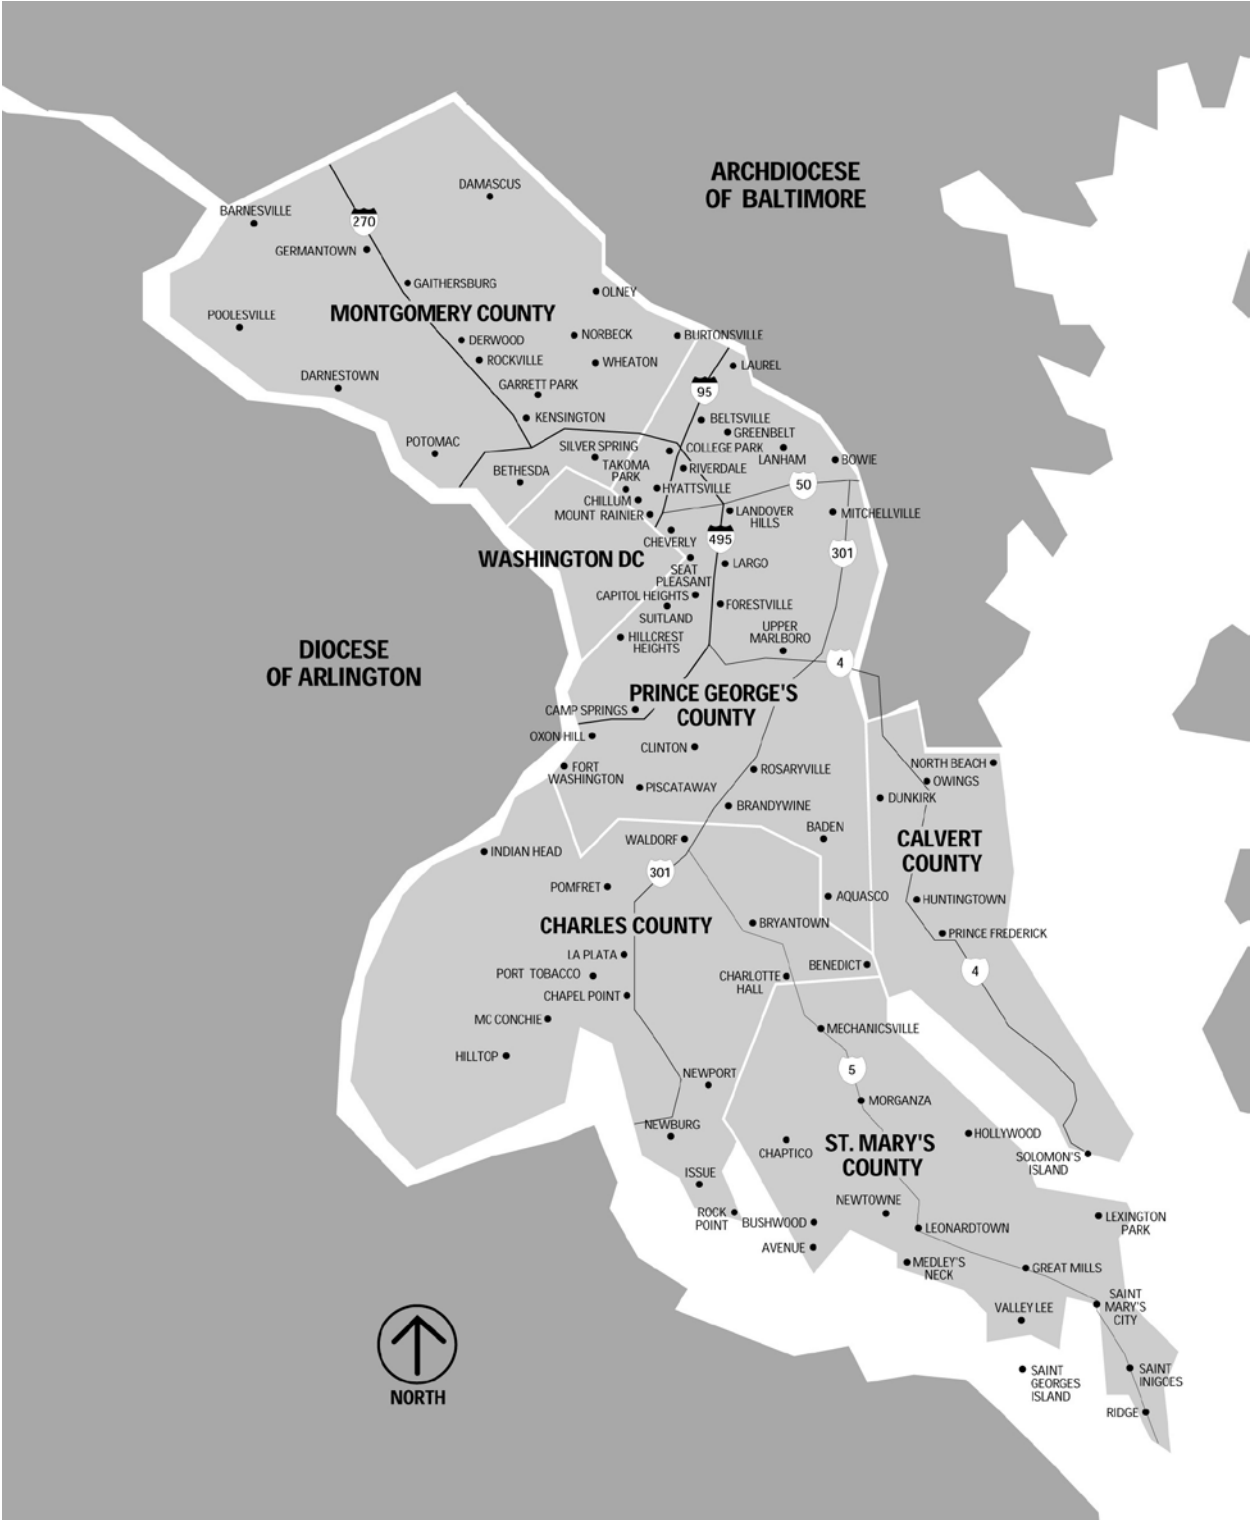 ARCHDIOCESE
OF BALTIMORE
DAMASCUS
BARNESVILLE
270
GERMANTOWN
GAITHERSBURG
OLNEY
MONTGOMERY COUNTY
POOLESVILLE
NORBECK
BURTONSVILLE
DERWOOD
ROCKVILLE
WHEATON
LAUREL
DARNESTOWN
GARRETT PARK
95
KENSINGTON
BELTSVILLE
GREENBELT
POTOMAC
SILVER SPRING
COLLEGE PARK
LANHAM
BOWIE
BETHESDA
TAKOMA
PARK
RIVERDALE
HYATTSVILLE
50
CHILLUM
MOUNT RAINIER
LANDOVER
HILLS
MITCHELLVILLE
CHEVERLY
495
301
WASHINGTON DC
SEAT
PLEASANT
LARGO
CAPITOL HEIGHTS
FORESTVILLE
SUITLAND
HILLCREST
HEIGHTS
UPPER
MARLBORO
DIOCESE
OF ARLINGTON
4
PRINCE GEORGE'S
COUNTY
CAMP SPRINGS
OXON HILL
CLINTON
FORT
WASHINGTON
ROSARYVILLE
NORTH BEACH
OWINGS
PISCATAWAY
DUNKIRK
BRANDYWINE
BADEN
WALDORF
CALVERT
COUNTY
INDIAN HEAD
301
POMFRET
AQUASCO
HUNTINGTOWN
CHARLES COUNTY
BRYANTOWN
PRINCE FREDERICK
LA PLATA
BENEDICT
4
PORT TOBACCO
CHARLOTTE
HALL
CHAPEL POINT
MC CONCHIE
MECHANICSVILLE
HILLTOP
5
NEWPORT
MORGANZA
NEWBURG
HOLLYWOOD
CHAPTICO
ST. MARY'S
COUNTY
SOLOMON'S
ISLAND
ISSUE
NEWTOWNE
ROCK
POINT
BUSHWOOD
LEONARDTOWN
LEXINGTON
PARK
AVENUE
MEDLEY'S
NECK
GREAT MILLS
VALLEY LEE
SAINT
MARY'S
CITY
SAINT
GEORGES
ISLAND
SAINT
INIGOES
RIDGE
NORTH